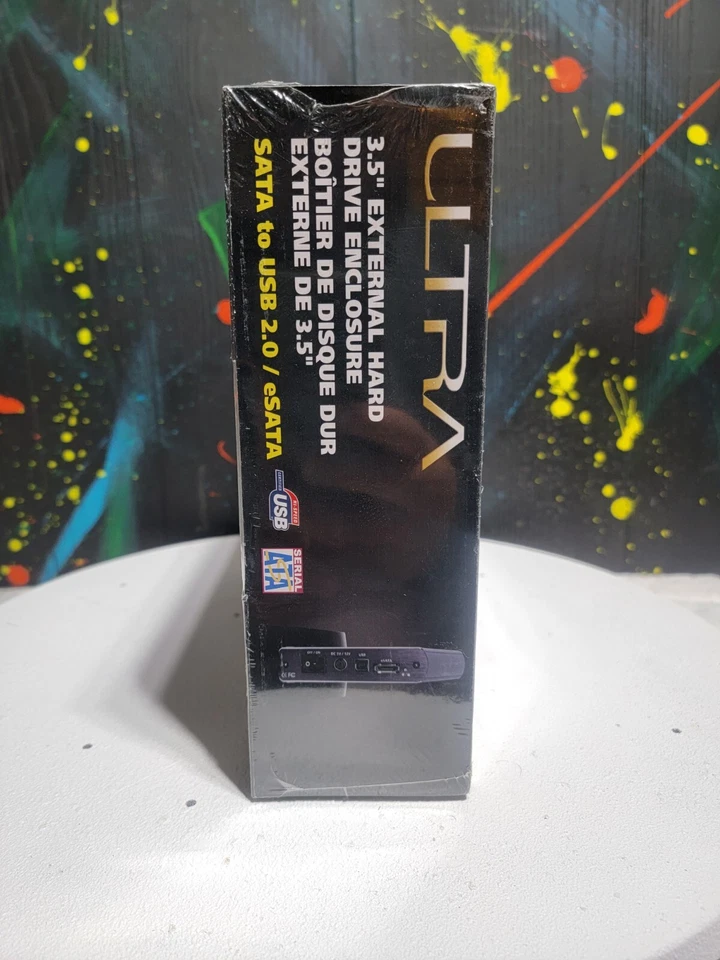 ULTRA
3.5" EXTERNAL HARD
DRIVE ENCLOSURE
BOÎTIER DE DISQUE DUR
EXTERNE DE 3.5"
SATA to USB 2.0 / eSATA
USB
SERIAL
ATA